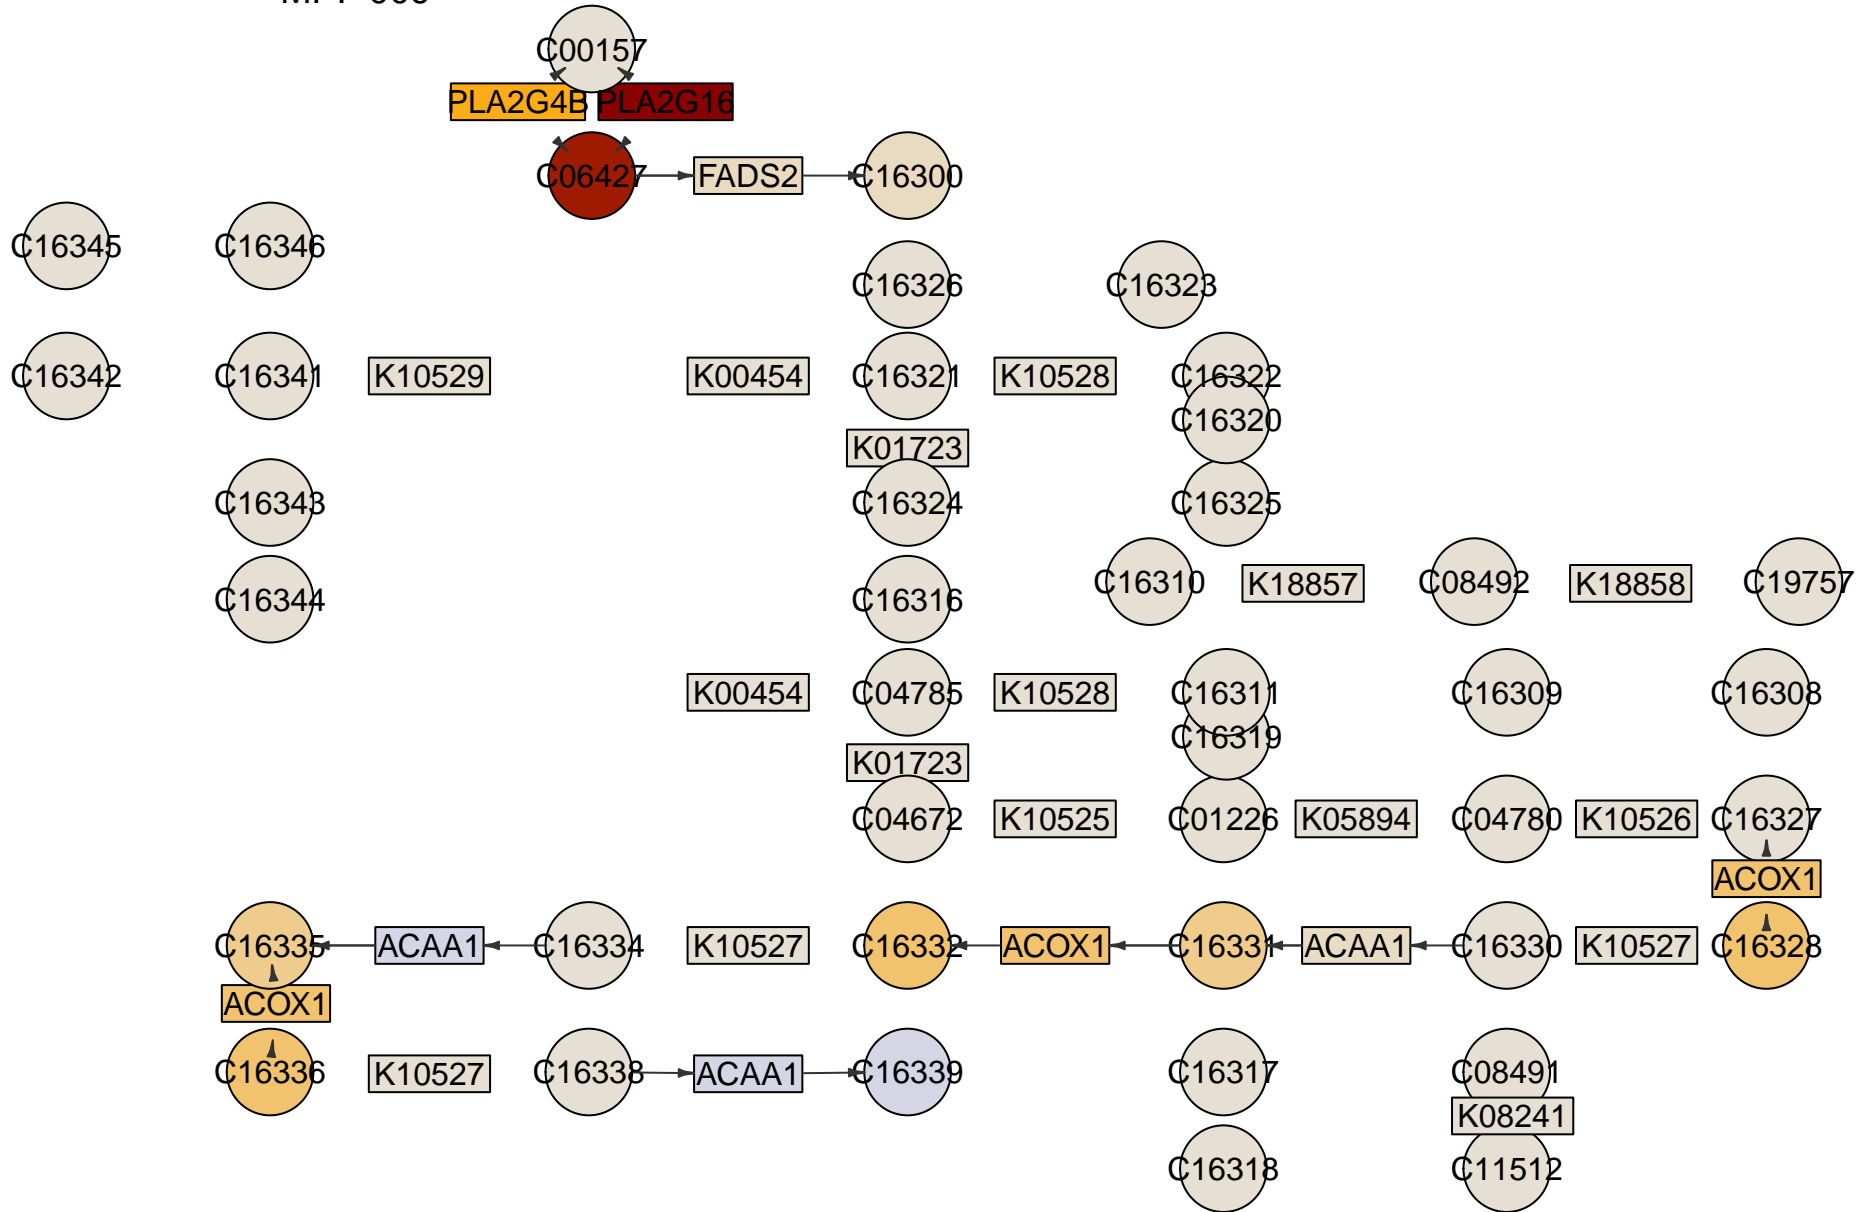 C00157
PLA2G4B PLA2G16
C06427 FADS2 C16300
C16345 C16346
C16326 C16323
C16342 C16341 K10529 K00454 C16321 K10528 C16322
C16320
K01723
C16343 C16324 C16325
C16310 K18857 C08492 K18858 C19757
C16344 C16316
K00454 C04785 K10528 C16311 C16309 C16308
C16319
K01723
C04672 K10525 C01226 K05894 C04780 K10526 C16327
ACOX1
C16335 ACAA1 C16334 K10527 C16332 ACOX1 C16331 ACAA1 C16330 K10527 C16328
ACOX1
C16336 K10527 C16338 ACAA1 C16339 C16317 C08491
K08241
C16318 C11512